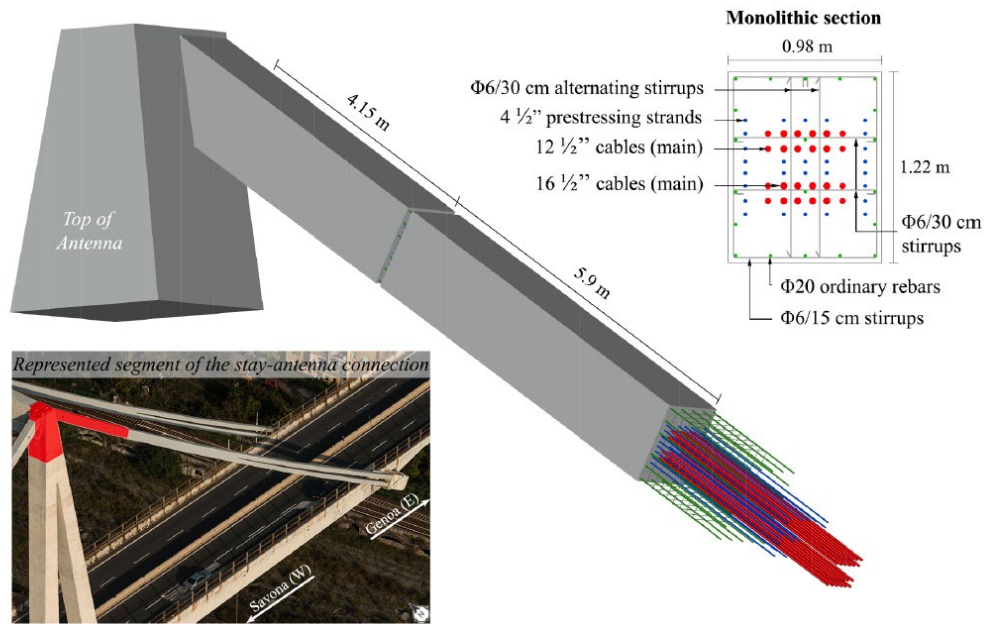 Monolithic section
0.98 m
Φ6/30 cm alternating stirrups
4 ½” prestressing strands
12 ½” cables (main)
16 ½” cables (main)
1.22 m
Φ6/30 cm
stirrups
Φ20 ordinary rebars
Φ6/15 cm stirrups
4.15 m
5.9 m
Top of
Antenna
Represented segment of the stay-antenna connection
Genoa (E)
Savona (W)